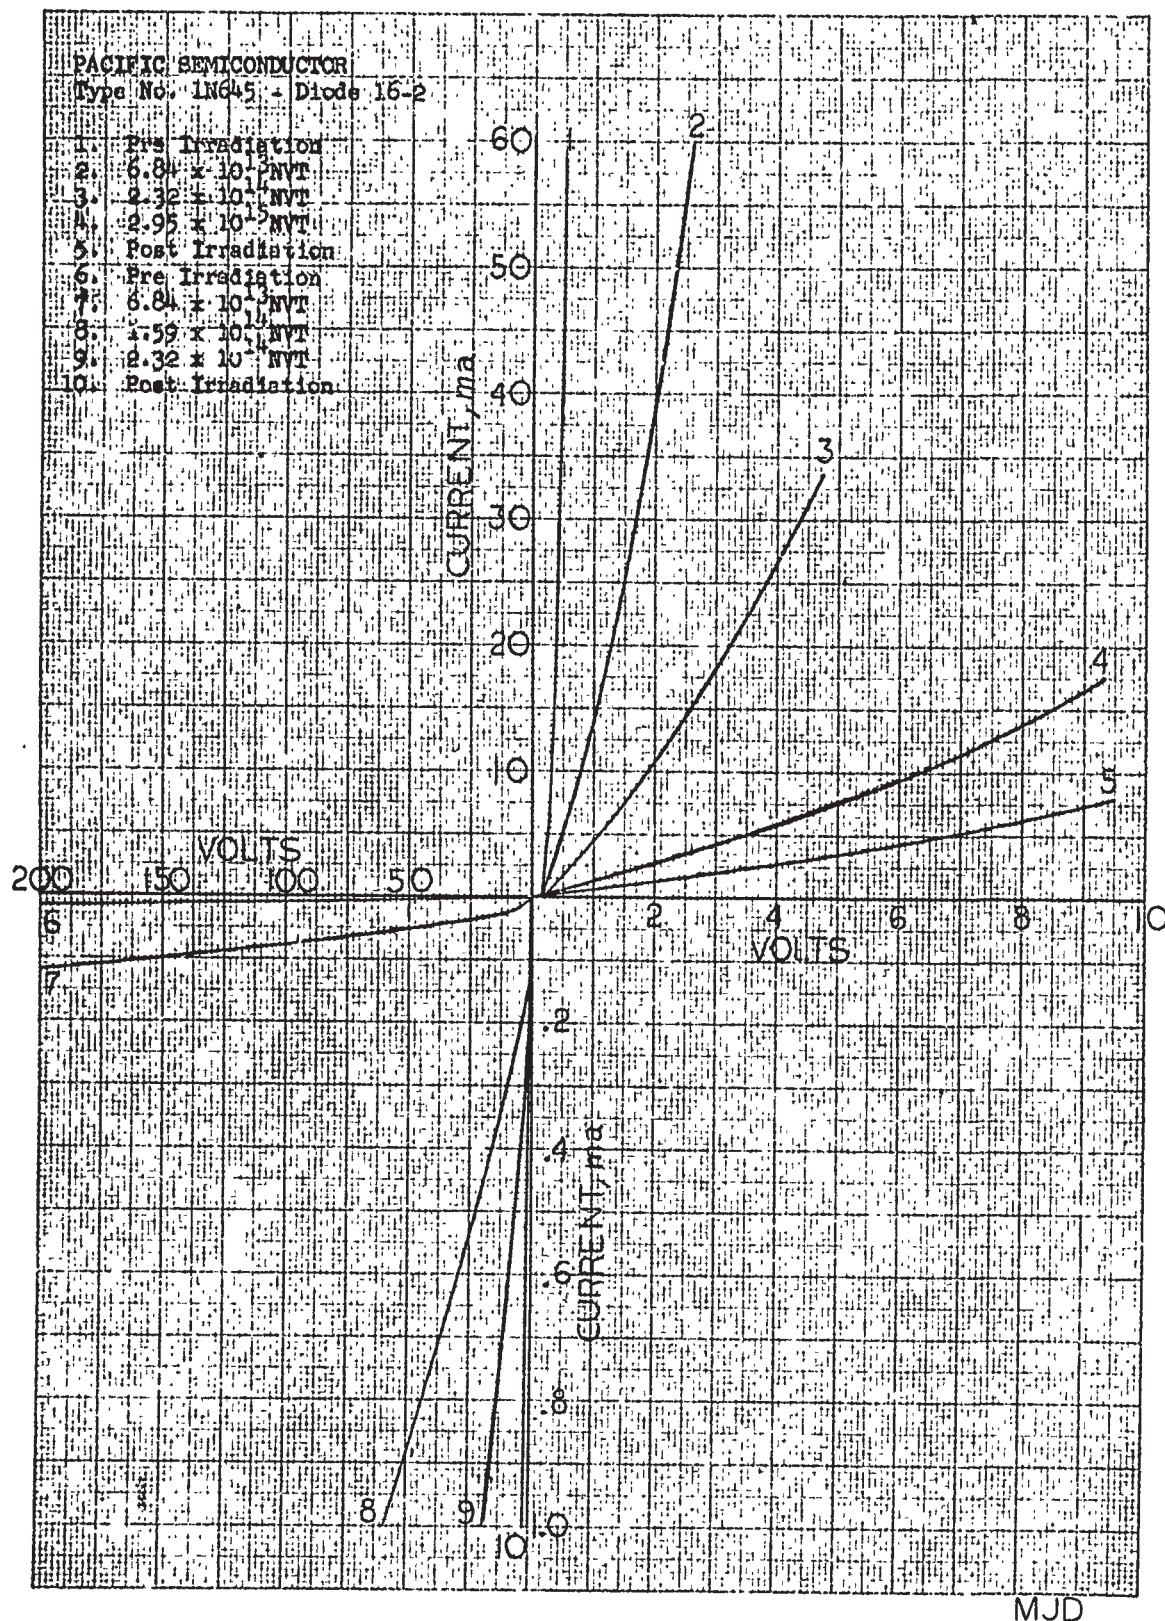 PACIFIC SEMICONDUCTOR
Type No. 1N645 - Diode 16-2
1. Pre Irradiation
2. 6.84 x 10^13 NVT
3. 2.32 x 10^14 NVT
4. 2.95 x 10^15 NVT
5. Post Irradiation
6. Pre Irradiation
7. 6.84 x 10^13 NVT
8. 1.59 x 10^14 NVT
9. 2.32 x 10^14 NVT
10. Post Irradiation
60
2
50
40
CURRENT, ma
3
30
20
4
10
5
VOLTS
200 150 100 50
2 4 6 8 10
6
VOLTS
7
.2
.4
CURRENT, ma
.6
.8
8 9 1.0
10
MJD